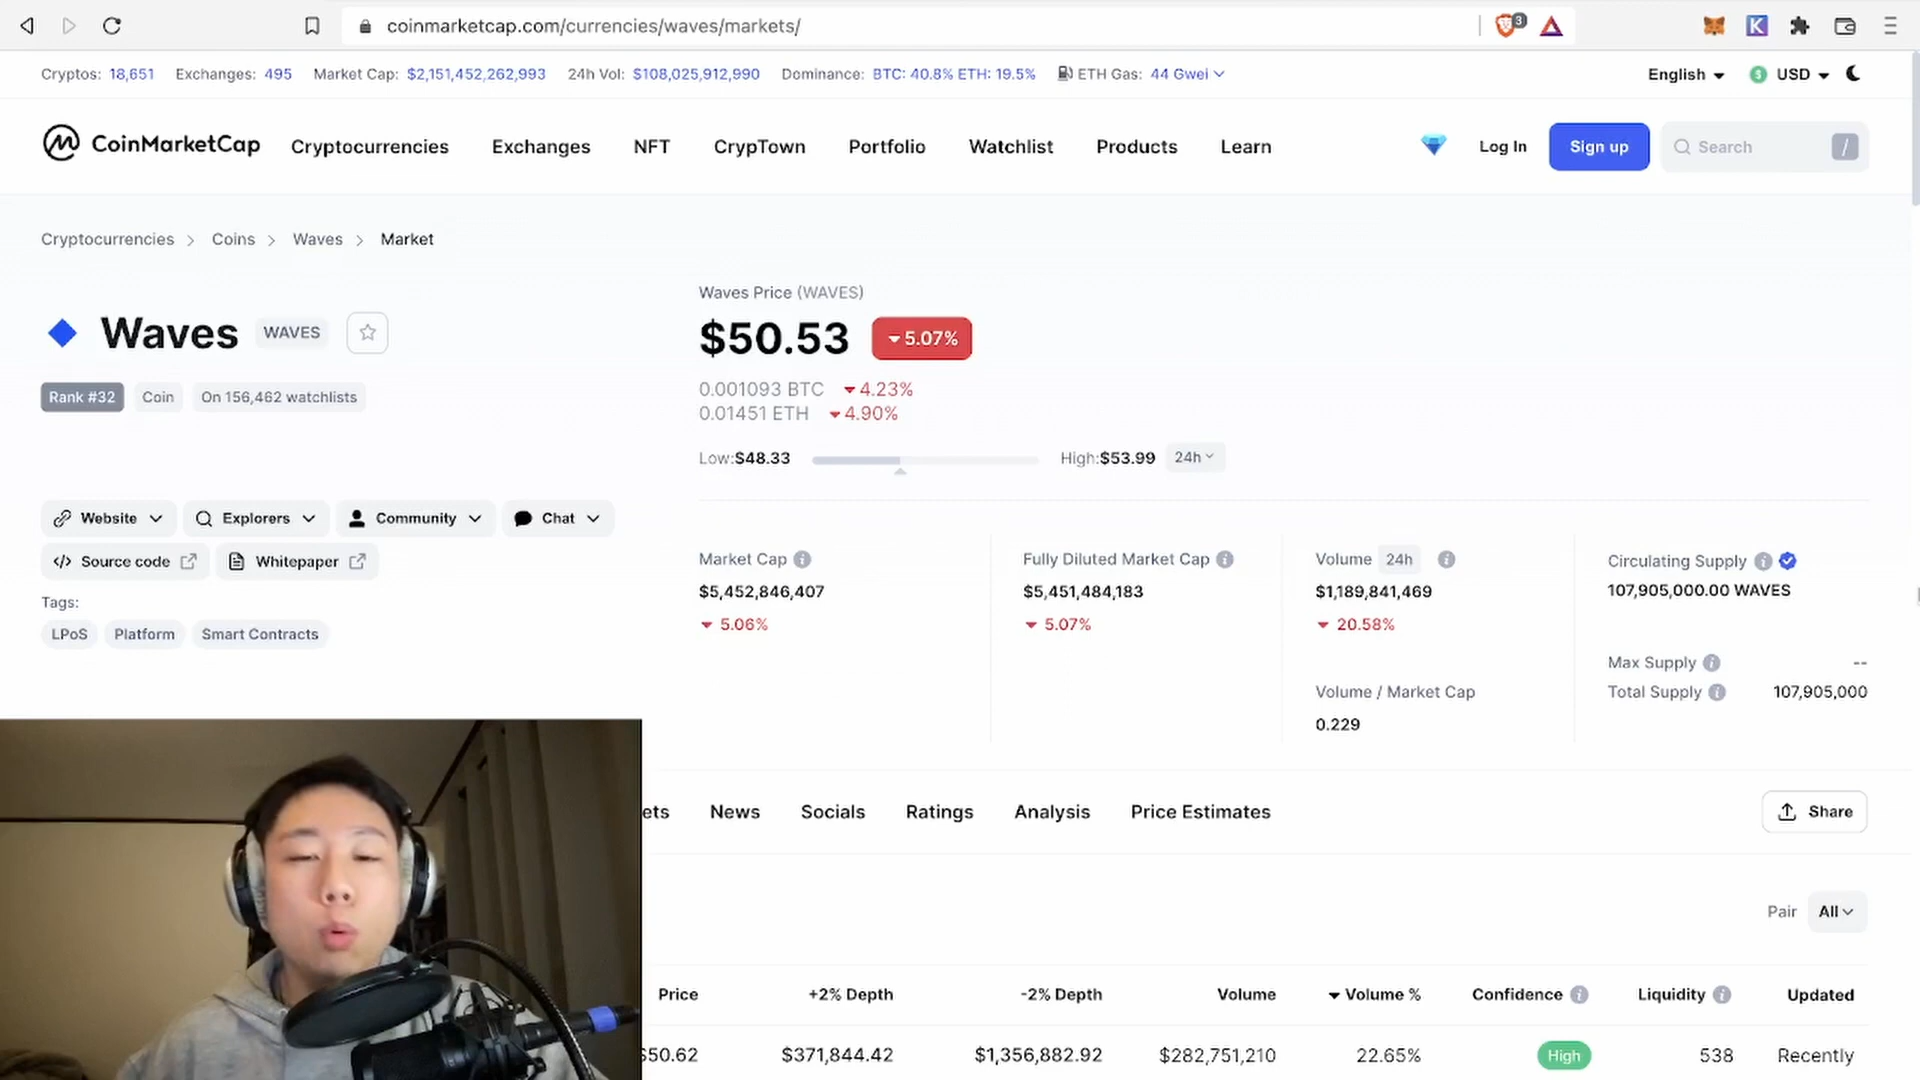 coinmarketcap.com/currencies/waves/markets/
3
Cryptos: 18,651 Exchanges: 495 Market Cap: $2,151,452,262,993 24h Vol: $108,025,912,990 Dominance: BTC: 40.8% ETH: 19.5% ETH Gas: 44 Gwei English USD
CoinMarketCap Cryptocurrencies Exchanges NFT CrypTown Portfolio Watchlist Products Learn Log In Sign up Search /
Cryptocurrencies > Coins > Waves > Market
Waves WAVES
Rank #32 Coin On 156,462 watchlists
Website Explorers Community Chat
Source code Whitepaper
Tags:
LPoS Platform Smart Contracts
Waves Price (WAVES)
$50.53 5.07%
0.001093 BTC 4.23%
0.01451 ETH 4.90%
Low:$48.33 High:$53.99 24h
Market Cap
$5,452,846,407
5.06%
Fully Diluted Market Cap
$5,451,484,183
5.07%
Volume 24h
$1,189,841,469
20.58%
Volume / Market Cap
0.229
Circulating Supply
107,905,000.00 WAVES
Max Supply --
Total Supply 107,905,000
ets News Socials Ratings Analysis Price Estimates Share
Pair All
Price +2% Depth -2% Depth Volume Volume % Confidence Liquidity Updated
$50.62 $371,844.42 $1,356,882.92 $282,751,210 22.65% High 538 Recently